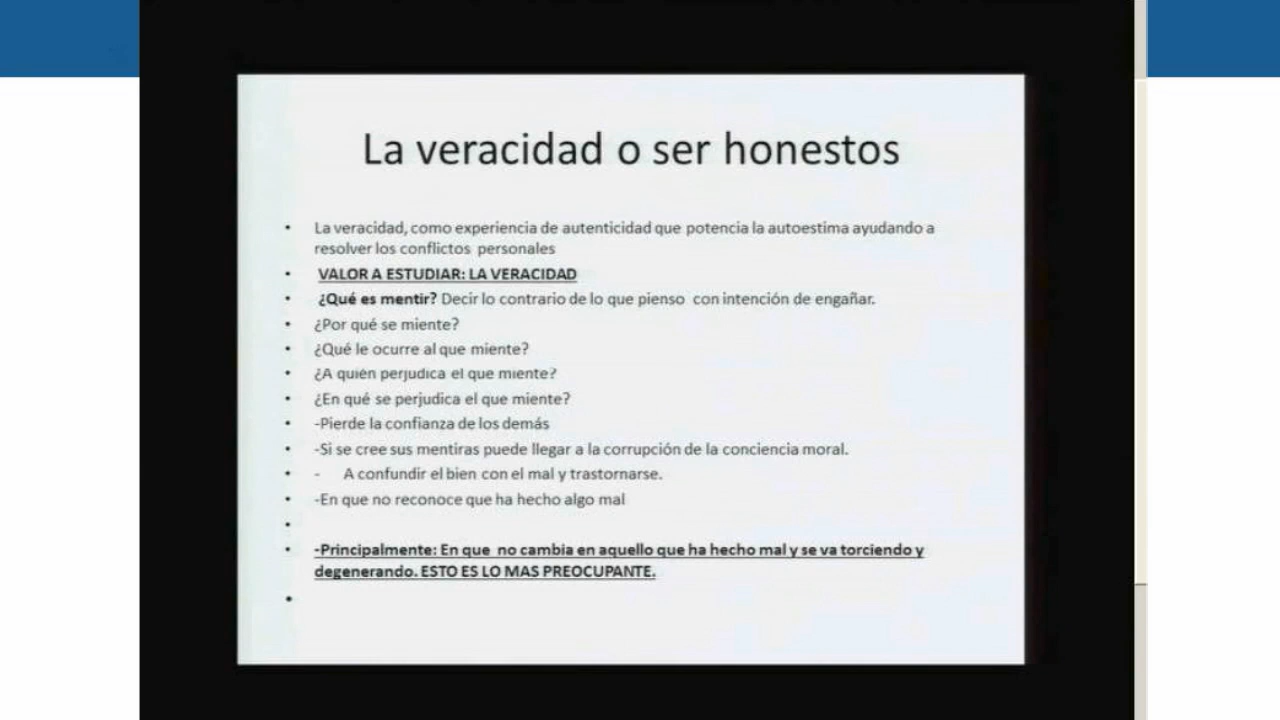 La veracidad o ser honestos
• La veracidad, como experiencia de autenticidad que potencia la autoestima ayudando a
resolver los conflictos personales
• VALOR A ESTUDIAR: LA VERACIDAD
• ¿Qué es mentir? Decir lo contrario de lo que pienso con intención de engañar.
• ¿Por qué se miente?
• ¿Qué le ocurre al que miente?
• ¿A quién perjudica el que miente?
• ¿En qué se perjudica el que miente?
• -Pierde la confianza de los demás
• -Si se cree sus mentiras puede llegar a la corrupción de la conciencia moral.
• - A confundir el bien con el mal y trastornarse.
• -En que no reconoce que ha hecho algo mal
•
• -Principalmente: En que no cambia en aquello que ha hecho mal y se va torciendo y
degenerando. ESTO ES LO MAS PREOCUPANTE.
•